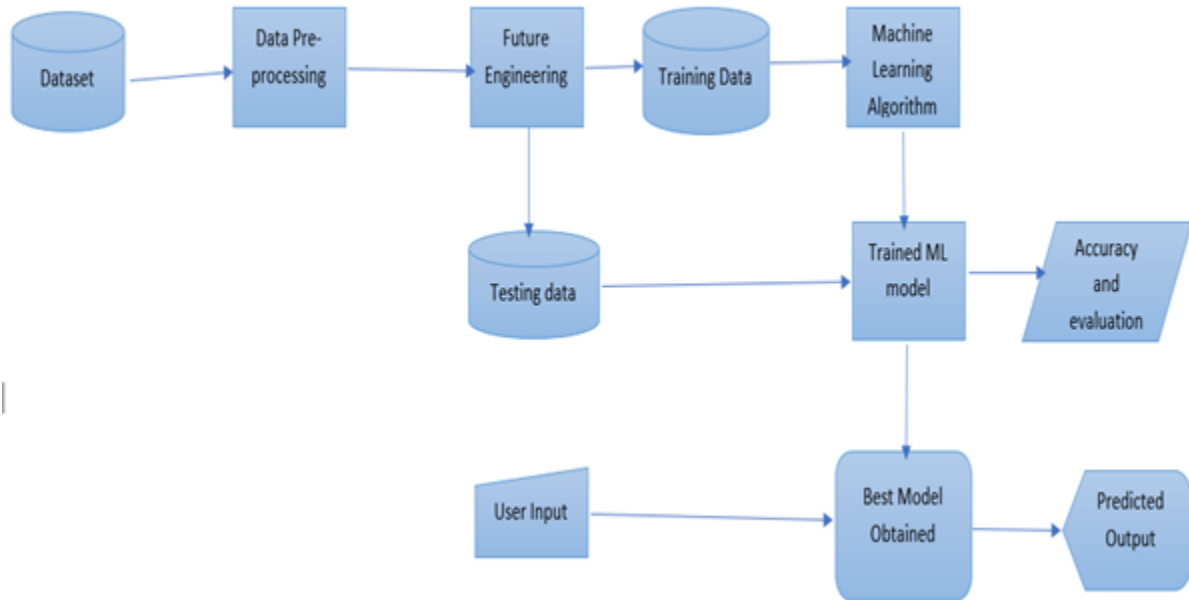 Dataset
Data Pre-
processing
Future
Engineering
Training Data
Machine
Learning
Algorithm
Testing data
Trained ML
model
Accuracy
and
evaluation
User Input
Best Model
Obtained
Predicted
Output